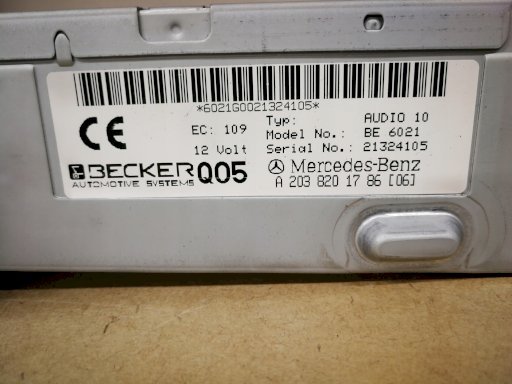 *6021G0021324105*
CE
EC: 109
12 Volt
Typ: AUDIO 10
Model No.: BE 6021
Serial No.: 21324105
BECKER Q05
AUTOMOTIVE SYSTEMS
Mercedes-Benz
A 203 820 17 86 [06]